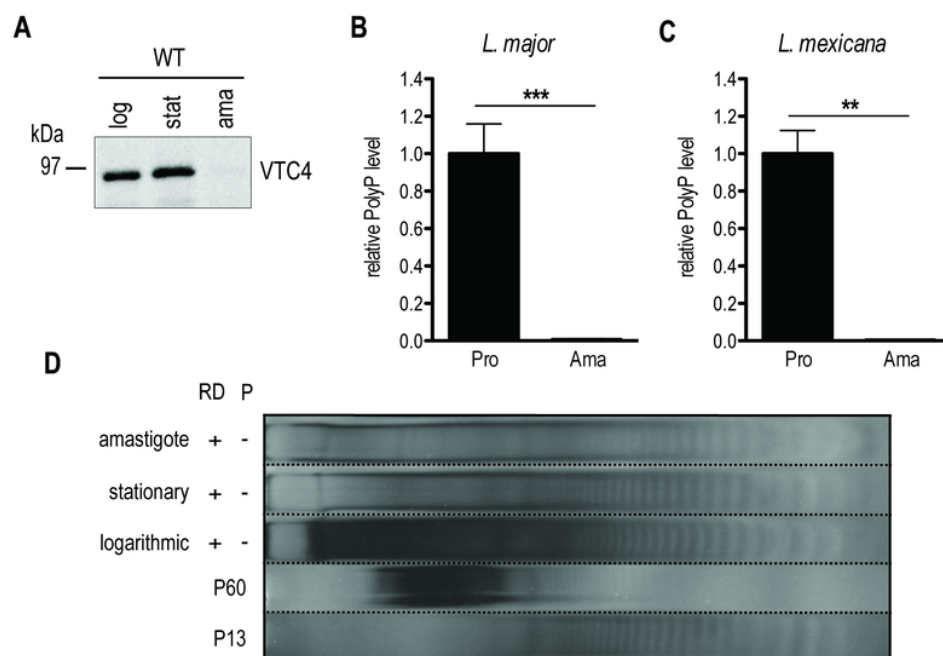 A
WT
log stat ama
kDa
97
VTC4
B
L. major
relative PolyP level
1.4
1.2
1.0
0.8
0.6
0.4
0.2
0.0
***
Pro Ama
C
L. mexicana
relative PolyP level
1.4
1.2
1.0
0.8
0.6
0.4
0.2
0.0
**
Pro Ama
D
RD P
amastigote + -
stationary + -
logarithmic + -
P60
P13